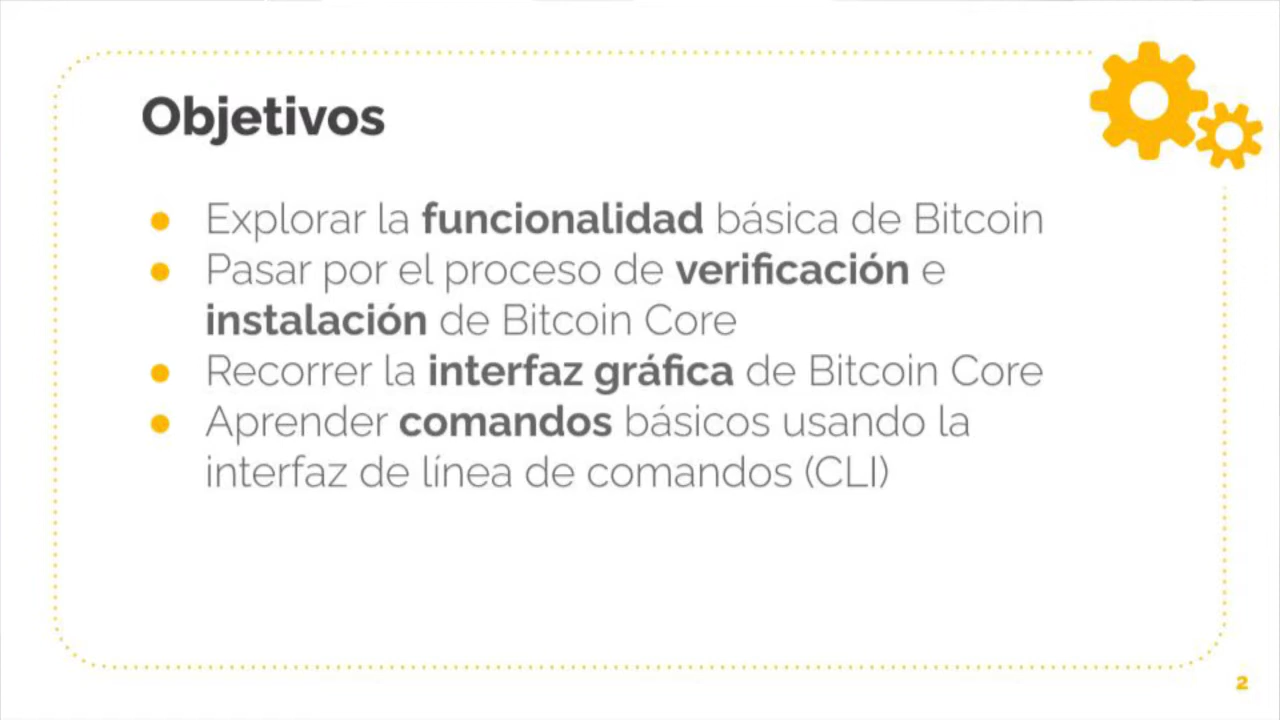 Objetivos
● Explorar la funcionalidad básica de Bitcoin
● Pasar por el proceso de verificación e
instalación de Bitcoin Core
● Recorrer la interfaz gráfica de Bitcoin Core
● Aprender comandos básicos usando la
interfaz de línea de comandos (CLI)
2